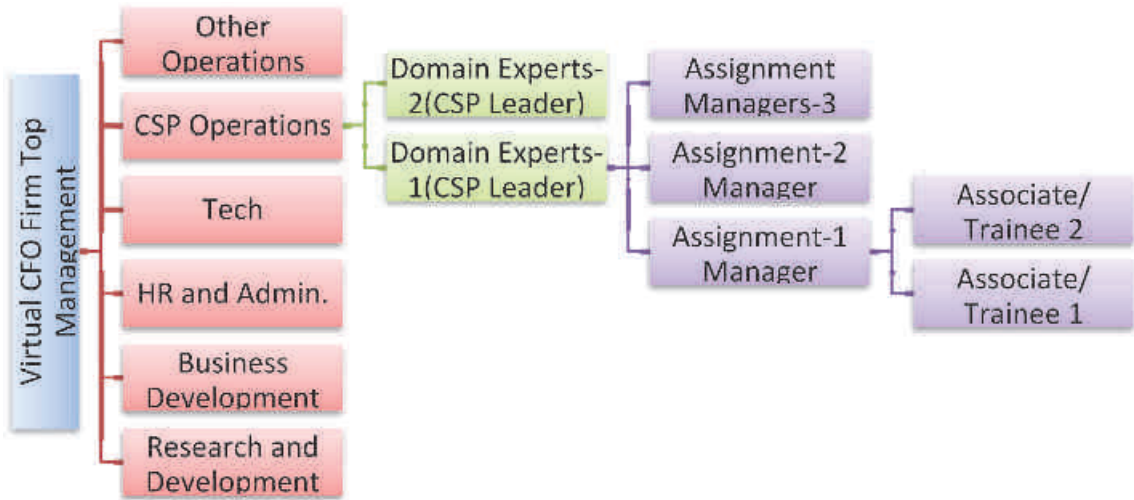 Virtual CFO Firm Top
Management
Other
Operations
CSP Operations
Tech
HR and Admin.
Business
Development
Research and
Development
Domain Experts-
2(CSP Leader)
Domain Experts-
1(CSP Leader)
Assignment
Managers-3
Assignment-2
Manager
Assignment-1
Manager
Associate/
Trainee 2
Associate/
Trainee 1